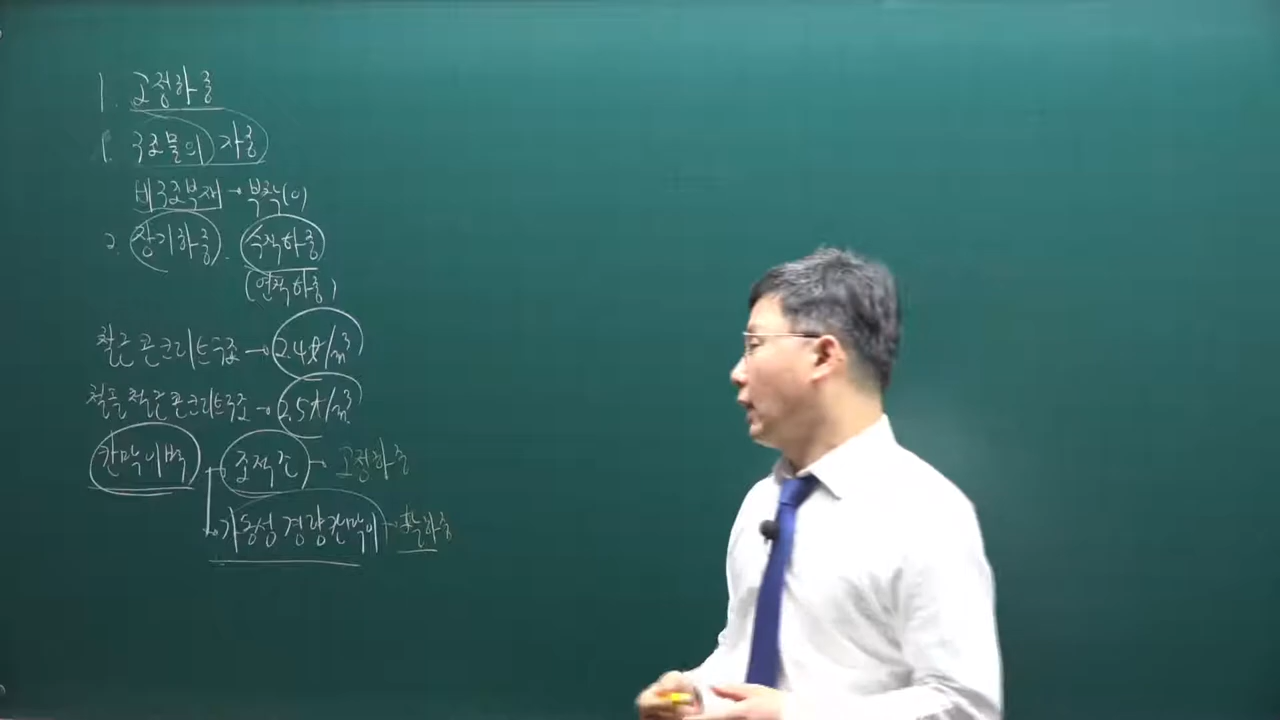 1. 고정하중
1. 구조물의 자중
비구조부재 → 부착(o)
2. 장기하중. 수직하중
(연직하중)
철근 콘크리트구조 → 2.4t/m³
철골 철근콘크리트구조 → 2.5t/m³
칸막이벽 → 조적조 → 고정하중
→ 가동성 경량칸막이 → 활하중